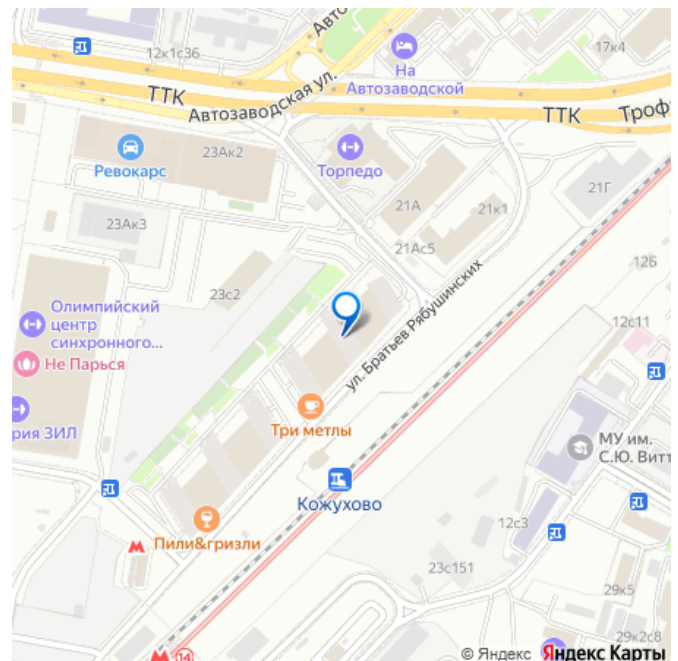 12к1с36
Авто
17к4
На
Автозаводской
ТТК
Автозаводская ул.
ТТК
Троф
23Ак2
Ревокарс
Торпедо
21Г
21А
21к1
23Ак3
21Ас5
12Б
23с2
Олимпийский
центр
синхронного...
12с11
ул. Братьев Рябушинских
Не Парься
Три метлы
рия ЗИЛ
МУ им.
С.Ю. Витт
Кожухово
12с3
Пили&гризли
23с151
29к5
29к2с8
14
© Яндекс
Яндекс Карты